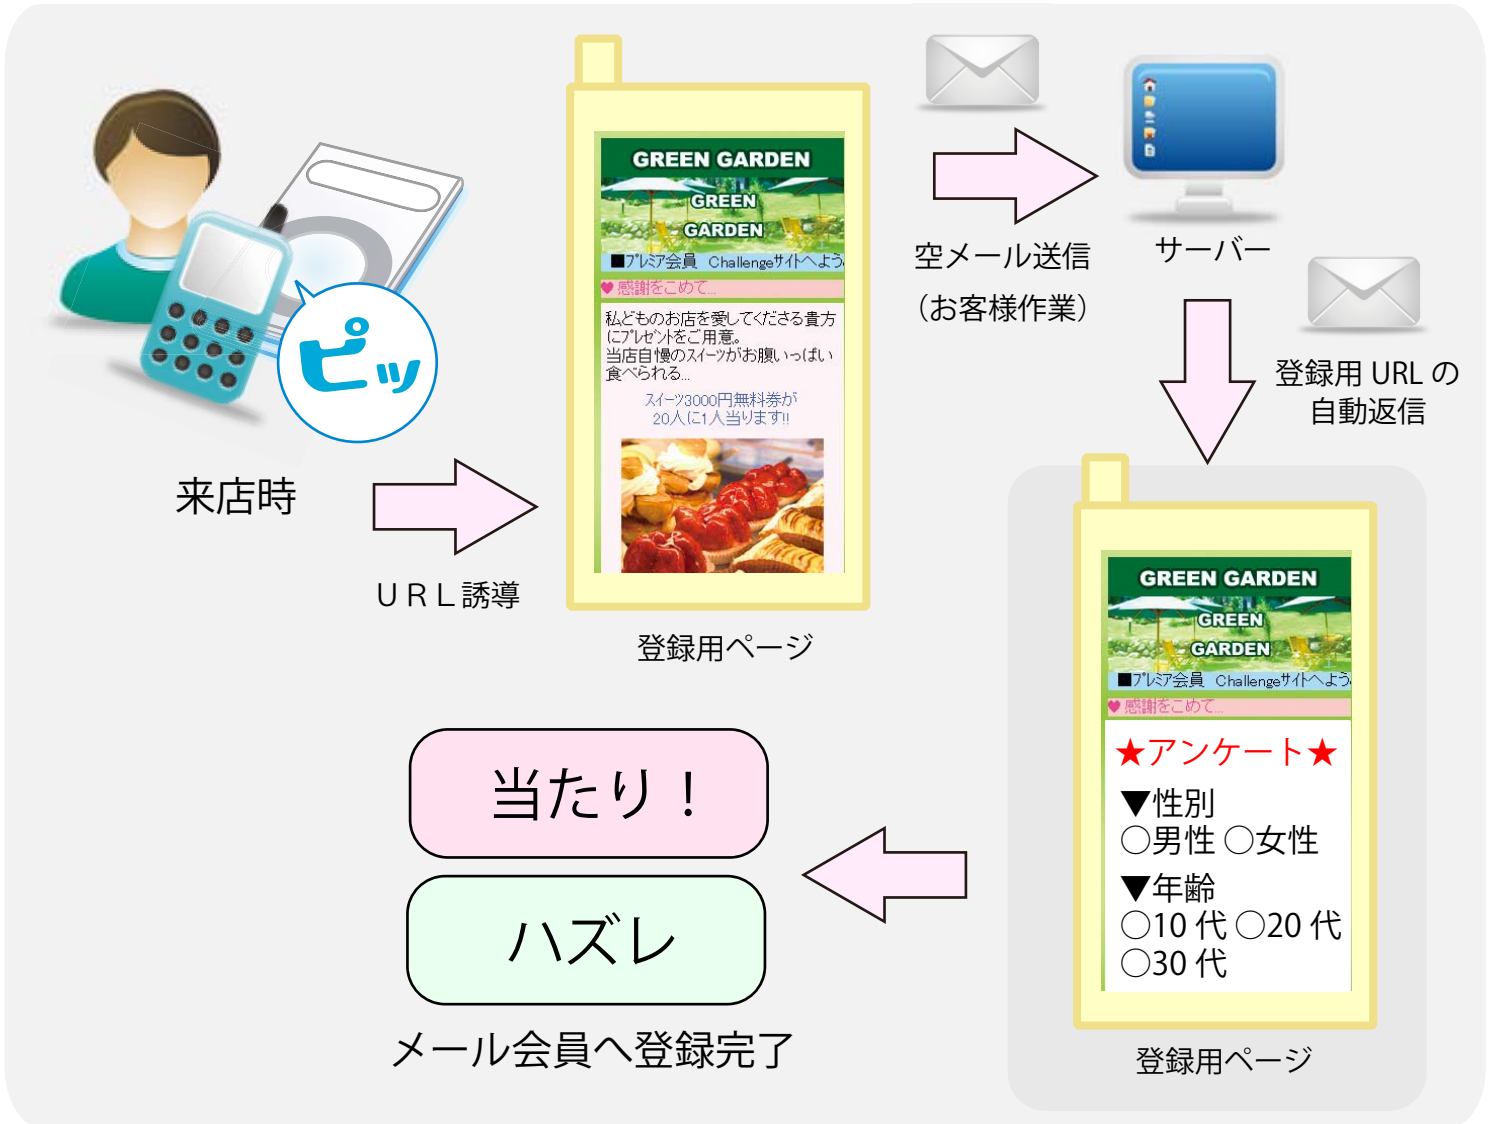 ピッ
来店時
ＵＲＬ誘導
GREEN GARDEN
GREEN
GARDEN
■プレミア会員 Challengeサイトへよう
♥感謝をこめて...
私どものお店を愛してくださる貴方
にプレゼントをご用意。
当店自慢のスイーツがお腹いっぱい
食べられる...
スイーツ3000円無料券が
20人に1人当ります!!
登録用ページ
空メール送信
（お客様作業）
サーバー
登録用 URL の
自動返信
GREEN GARDEN
GREEN
GARDEN
■プレミア会員 Challengeサイトへよう
♥感謝をこめて...
★アンケート★
▼性別
○男性 ○女性
▼年齢
○10 代 ○20 代
○30 代
登録用ページ
当たり！
ハズレ
メール会員へ登録完了